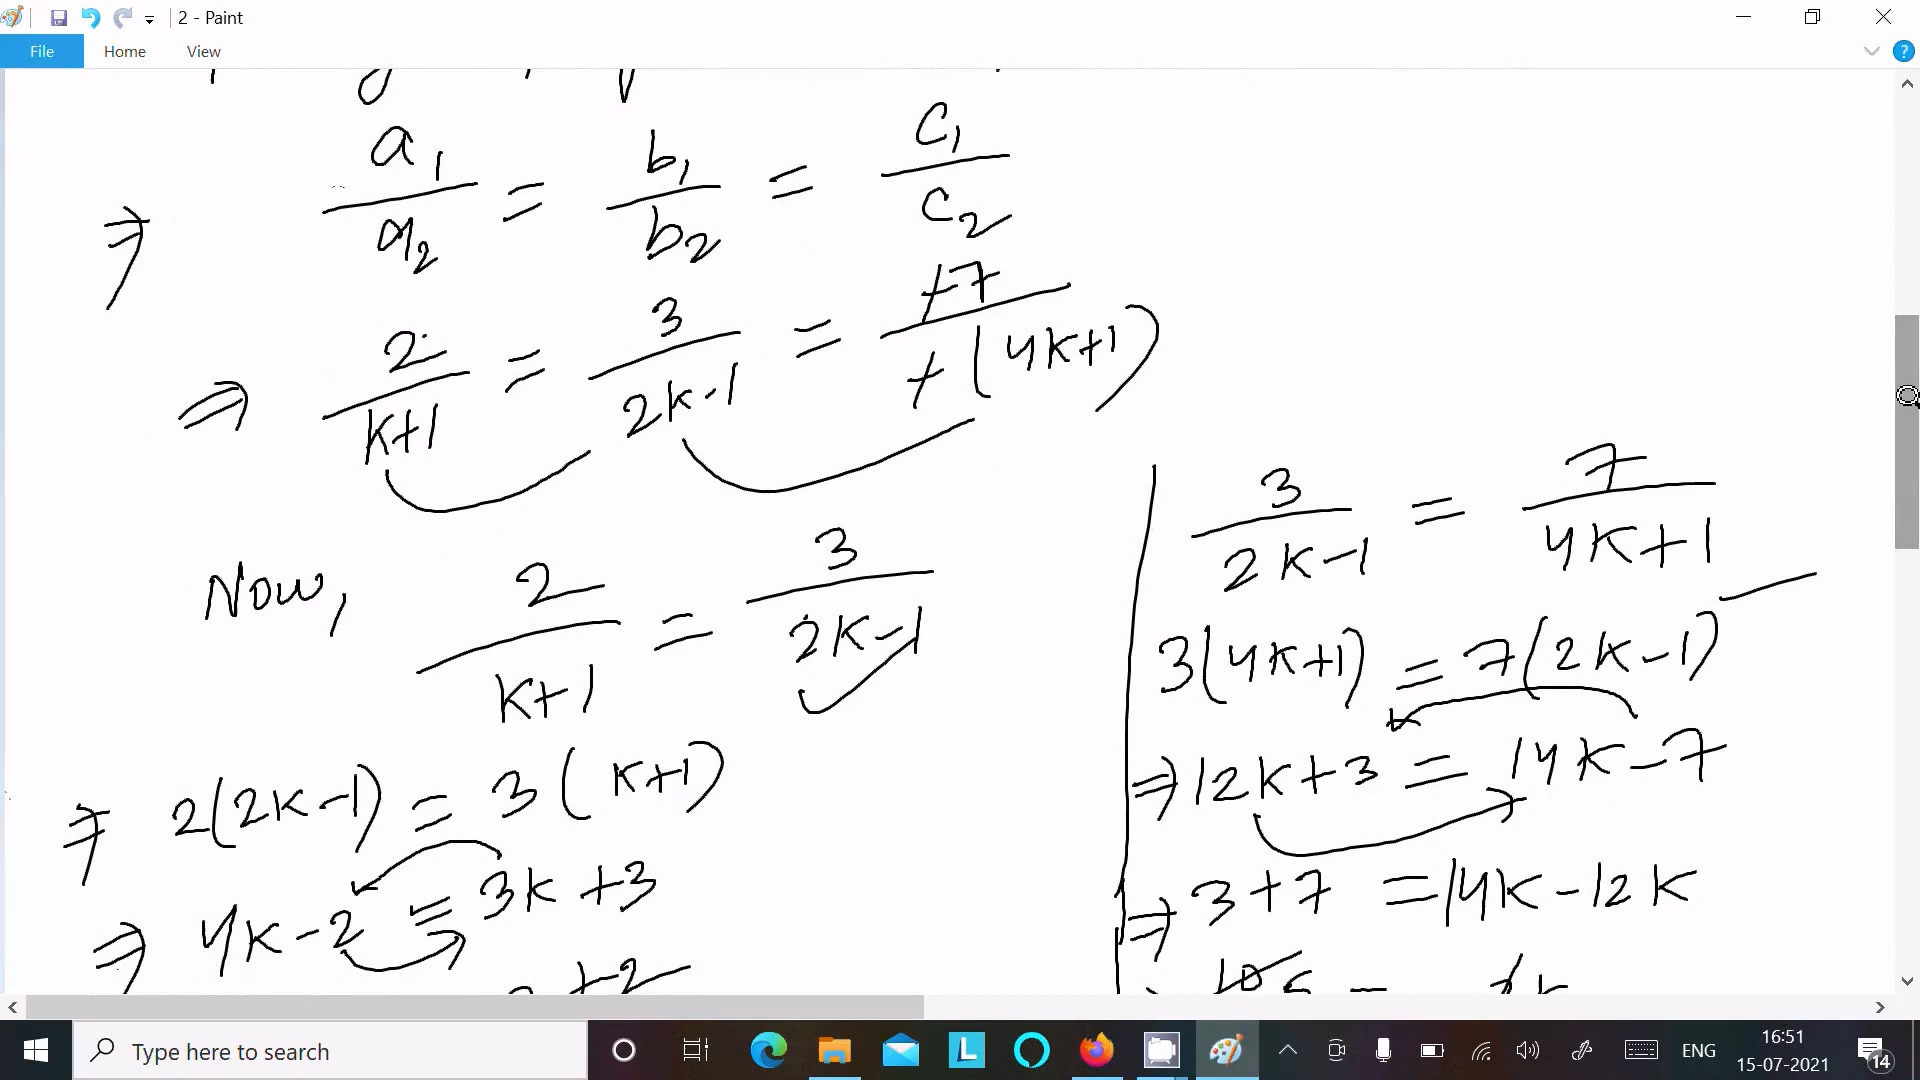 2 - Paint
File Home View
⇒ a1/a2 = b1/b2 = c1/c2
⇒ 2/(K+1) = 3/(2K-1) = +7/+(4K+1)
Now, 2/(K+1) = 3/(2K-1)
⇒ 2(2K-1) = 3(K+1)
⇒ 4K-2 = 3K+3
+2
3/(2K-1) = 7/(4K+1)
3(4K+1) = 7(2K-1)
⇒ 12K+3 = 14K-7
⇒ 3+7 = 14K-12K
10 5 =
Type here to search
ENG
16:51
15-07-2021
14